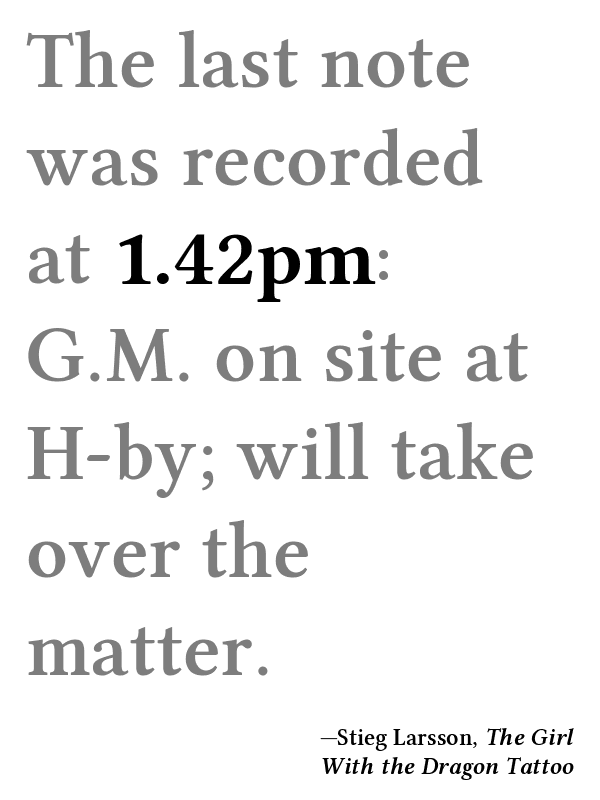 The last note
was recorded
at 1.42pm:
G.M. on site at
H-by; will take
over the
matter.
—Stieg Larsson, The Girl
With the Dragon Tattoo